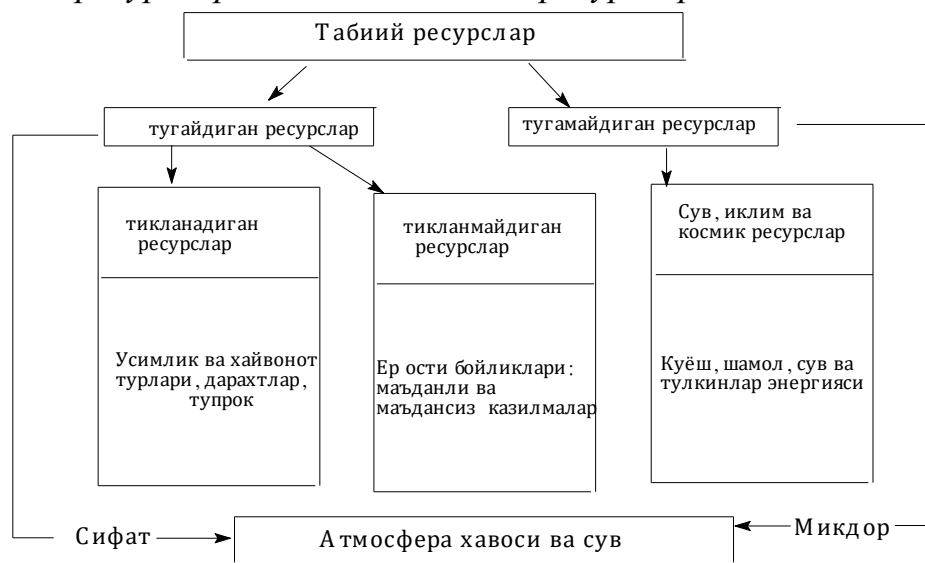 Табиий ресурслар
тугайдиган ресурслар
тугамайдиган ресурслар
тикланадиган
ресурслар
тикланмайдиган
ресурслар
Сув, иклим ва
космик ресурслар
Усимлик ва хайвонот
турлари, дарахтлар,
тупрок
Ер ости бойликлари:
маъданли ва
маъдансиз казилмалар
Куёш, шамол, сув ва
тулкинлар энергияси
Сифат
Атмосфера хавоси ва сув
Микдор